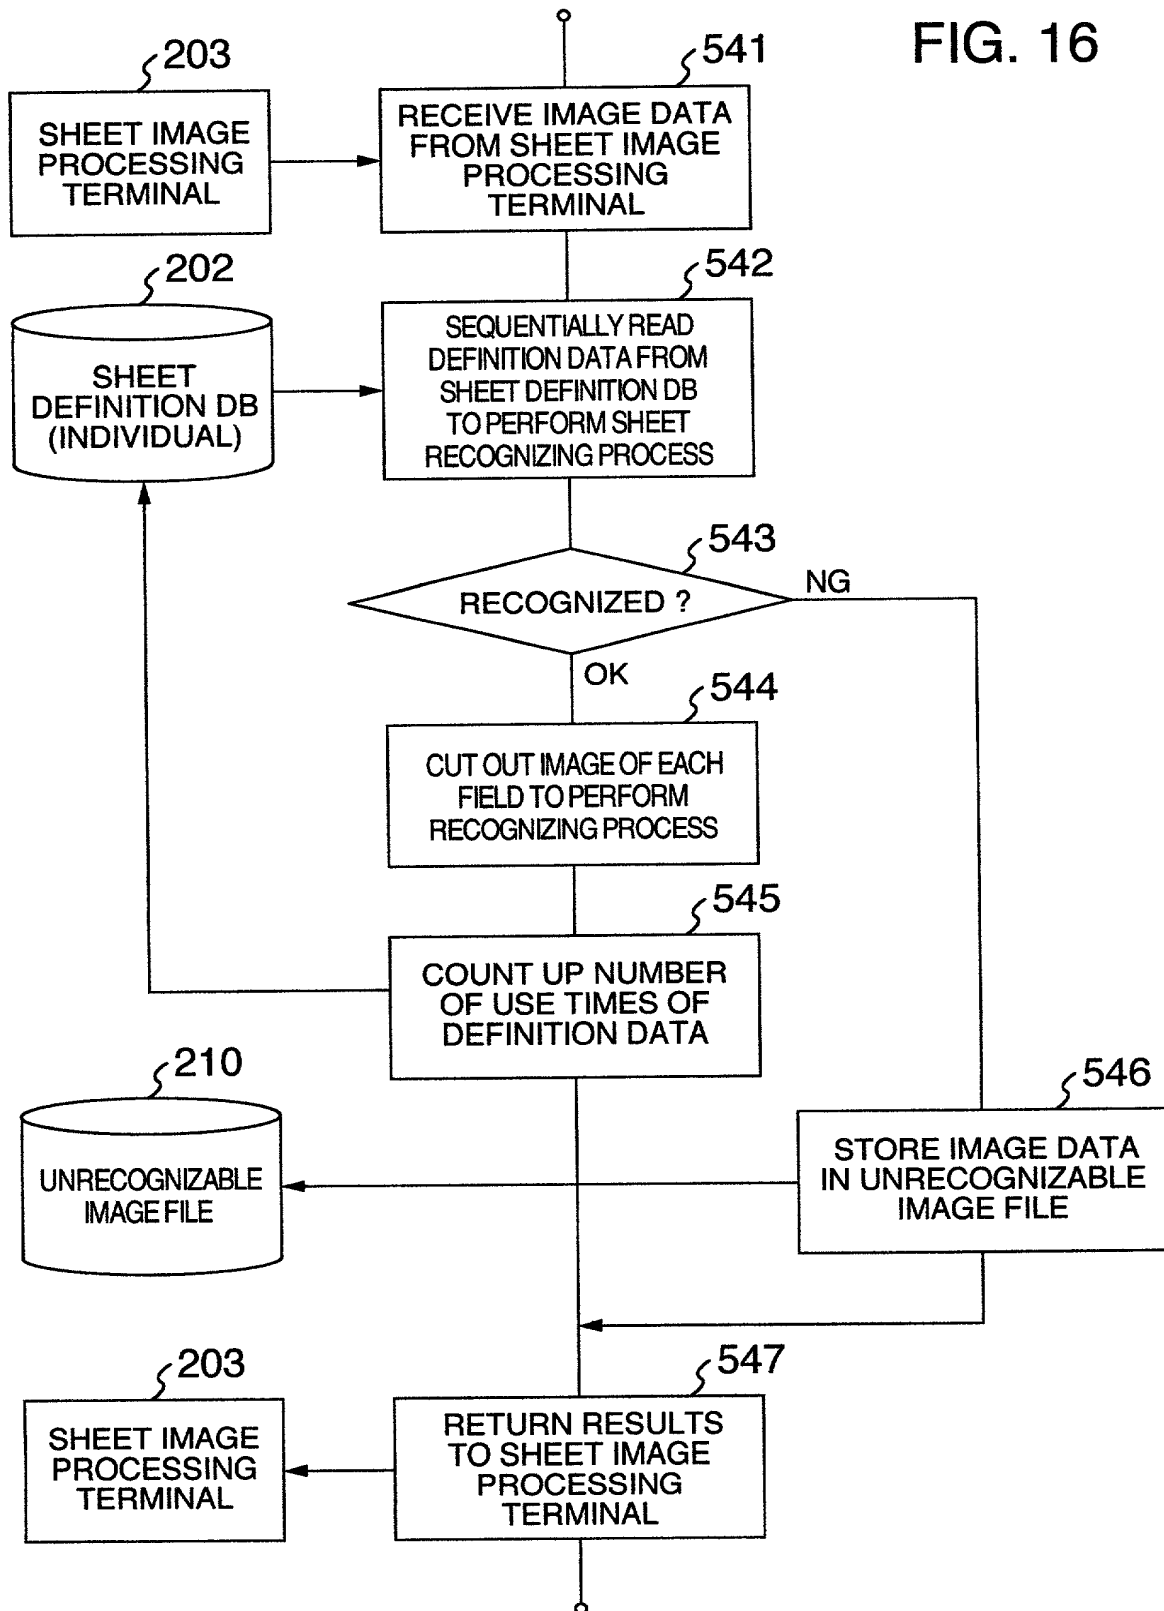 FIG. 16
203
541
SHEET IMAGE
PROCESSING
TERMINAL
RECEIVE IMAGE DATA
FROM SHEET IMAGE
PROCESSING
TERMINAL
202
542
SHEET
DEFINITION DB
(INDIVIDUAL)
SEQUENTIALLY READ
DEFINITION DATA FROM
SHEET DEFINITION DB
TO PERFORM SHEET
RECOGNIZING PROCESS
543
RECOGNIZED ?
NG
OK
544
CUT OUT IMAGE OF EACH
FIELD TO PERFORM
RECOGNIZING PROCESS
545
COUNT UP NUMBER
OF USE TIMES OF
DEFINITION DATA
210
546
UNRECOGNIZABLE
IMAGE FILE
STORE IMAGE DATA
IN UNRECOGNIZABLE
IMAGE FILE
203
547
SHEET IMAGE
PROCESSING
TERMINAL
RETURN RESULTS
TO SHEET IMAGE
PROCESSING
TERMINAL